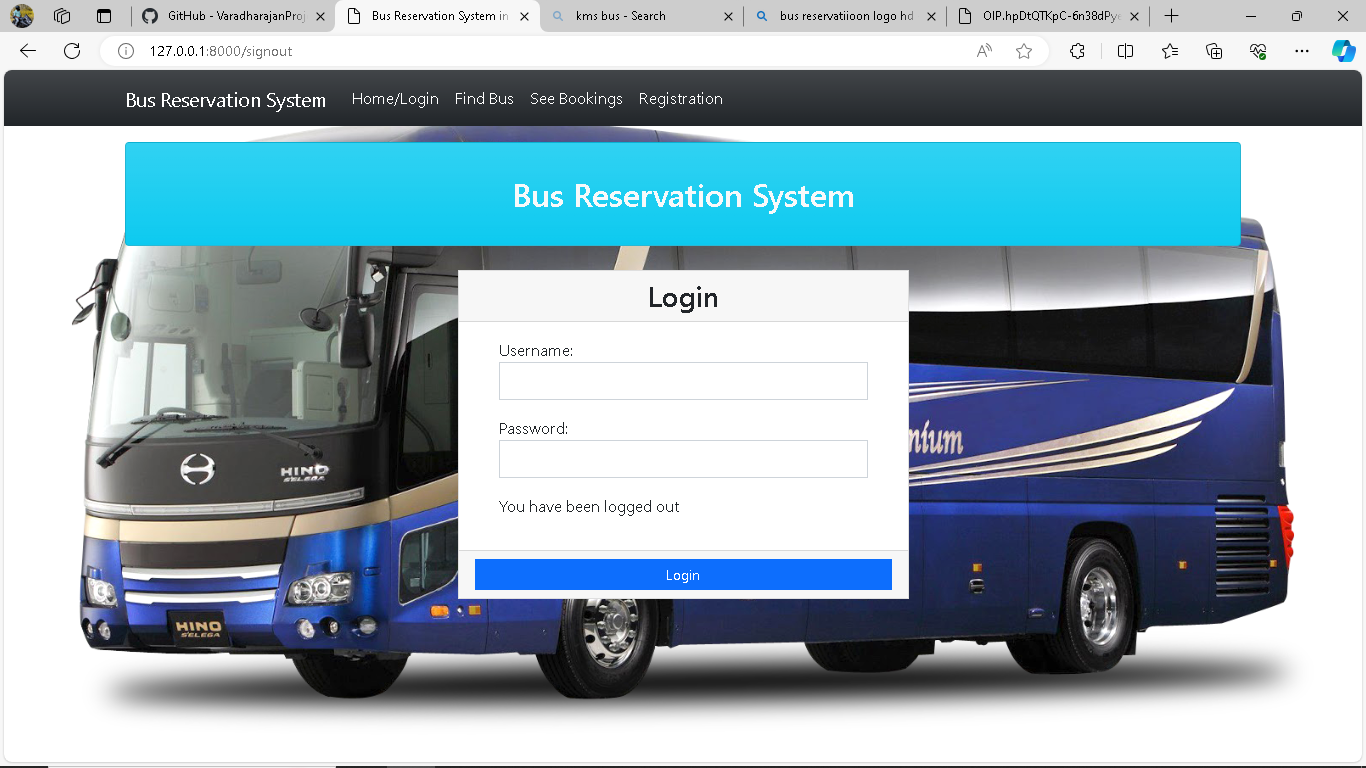 GitHub - VaradharajanProj
Bus Reservation System in
kms bus - Search
bus reservatiioon logo hd
OIP.hpDtQTKpC-6n38dPy
127.0.0.1:8000/signout
Bus Reservation System
Home/Login
Find Bus
See Bookings
Registration
Bus Reservation System
Login
Username:
Password:
You have been logged out
Login
HINO
SELEGA
HINO
S'ELEGA